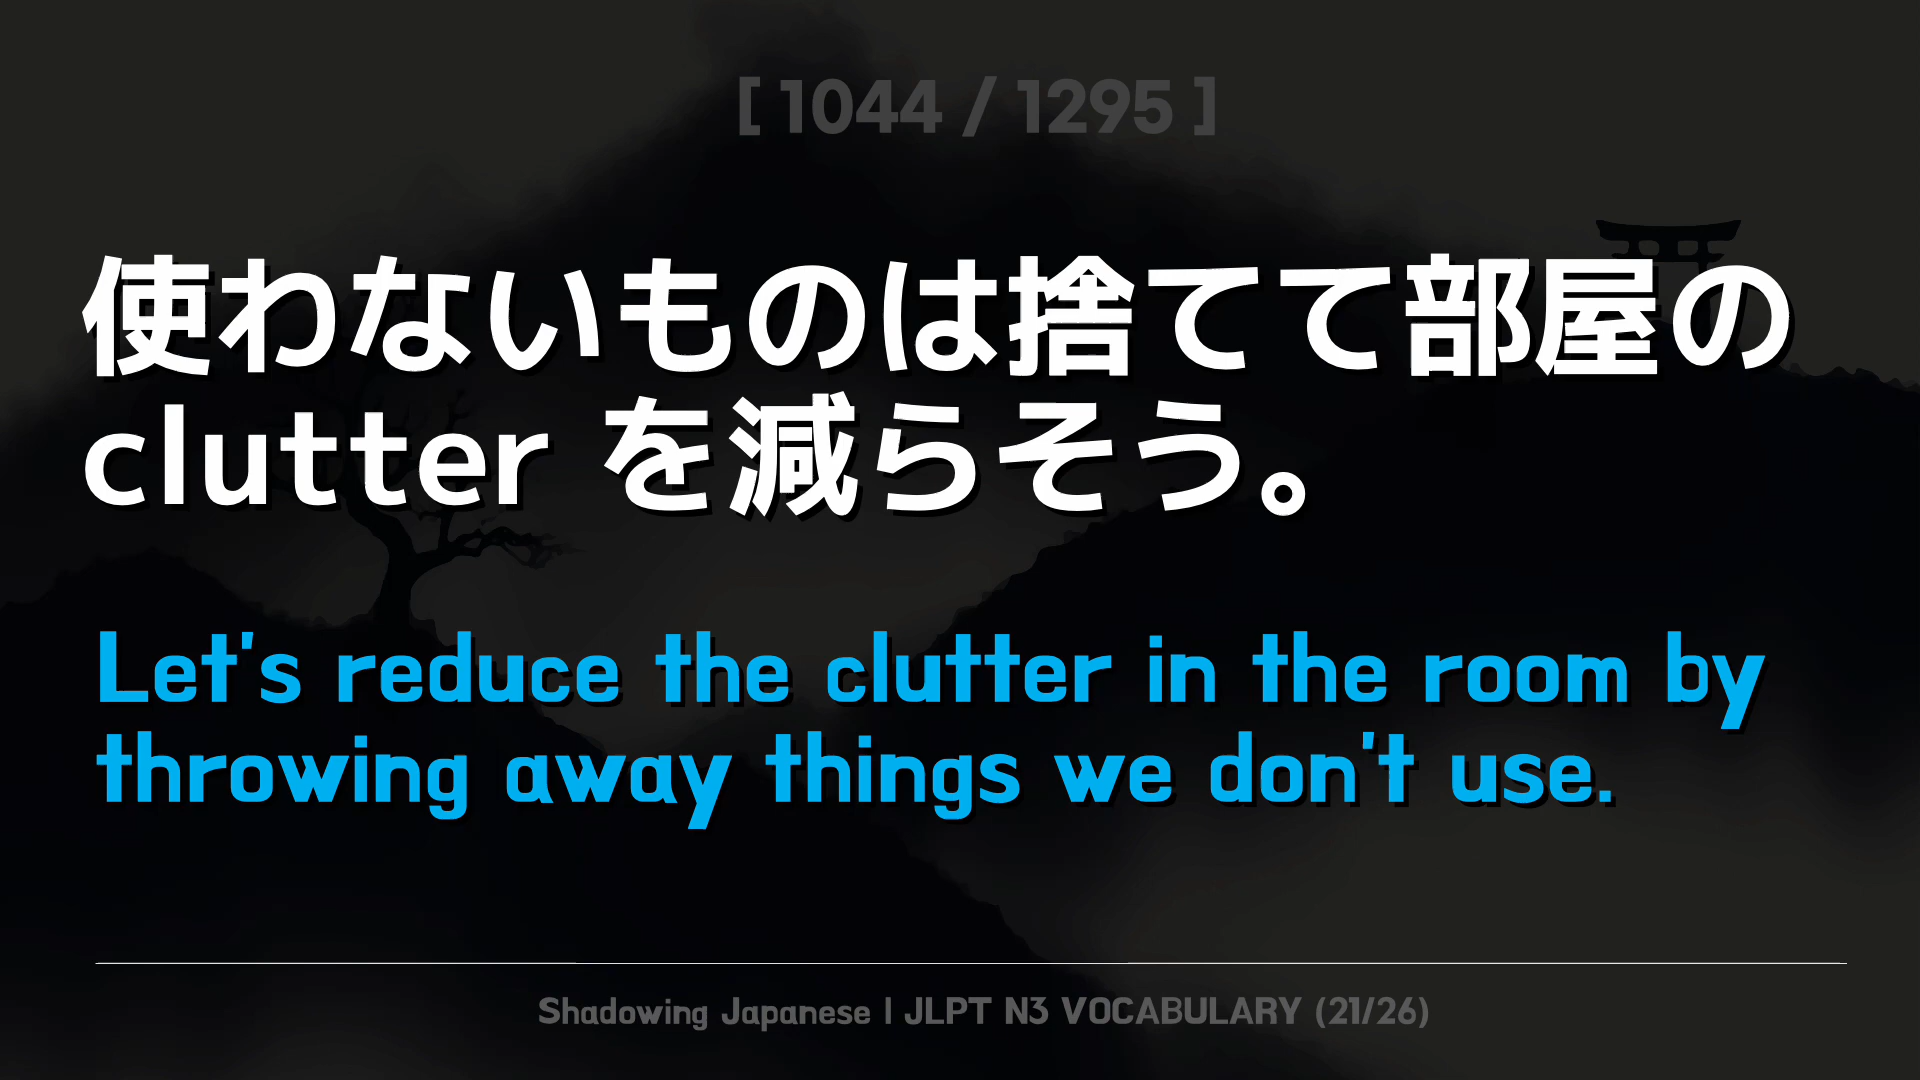 [ 1044 / 1295 ]
使わないものは捨てて部屋の
clutter を減らそう。
Let's reduce the clutter in the room by
throwing away things we don't use.
Shadowing Japanese | JLPT N3 VOCABULARY (21/26)